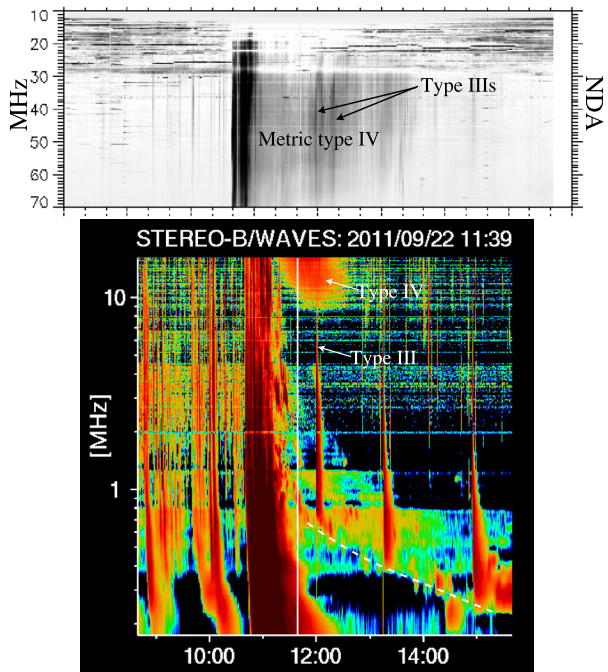 10
20
30
40
50
60
70
MHz
NDA
Type IIIs
Metric type IV
STEREO-B/WAVES: 2011/09/22 11:39
10
1
[MHz]
Type IV
Type III
10:00 12:00 14:00